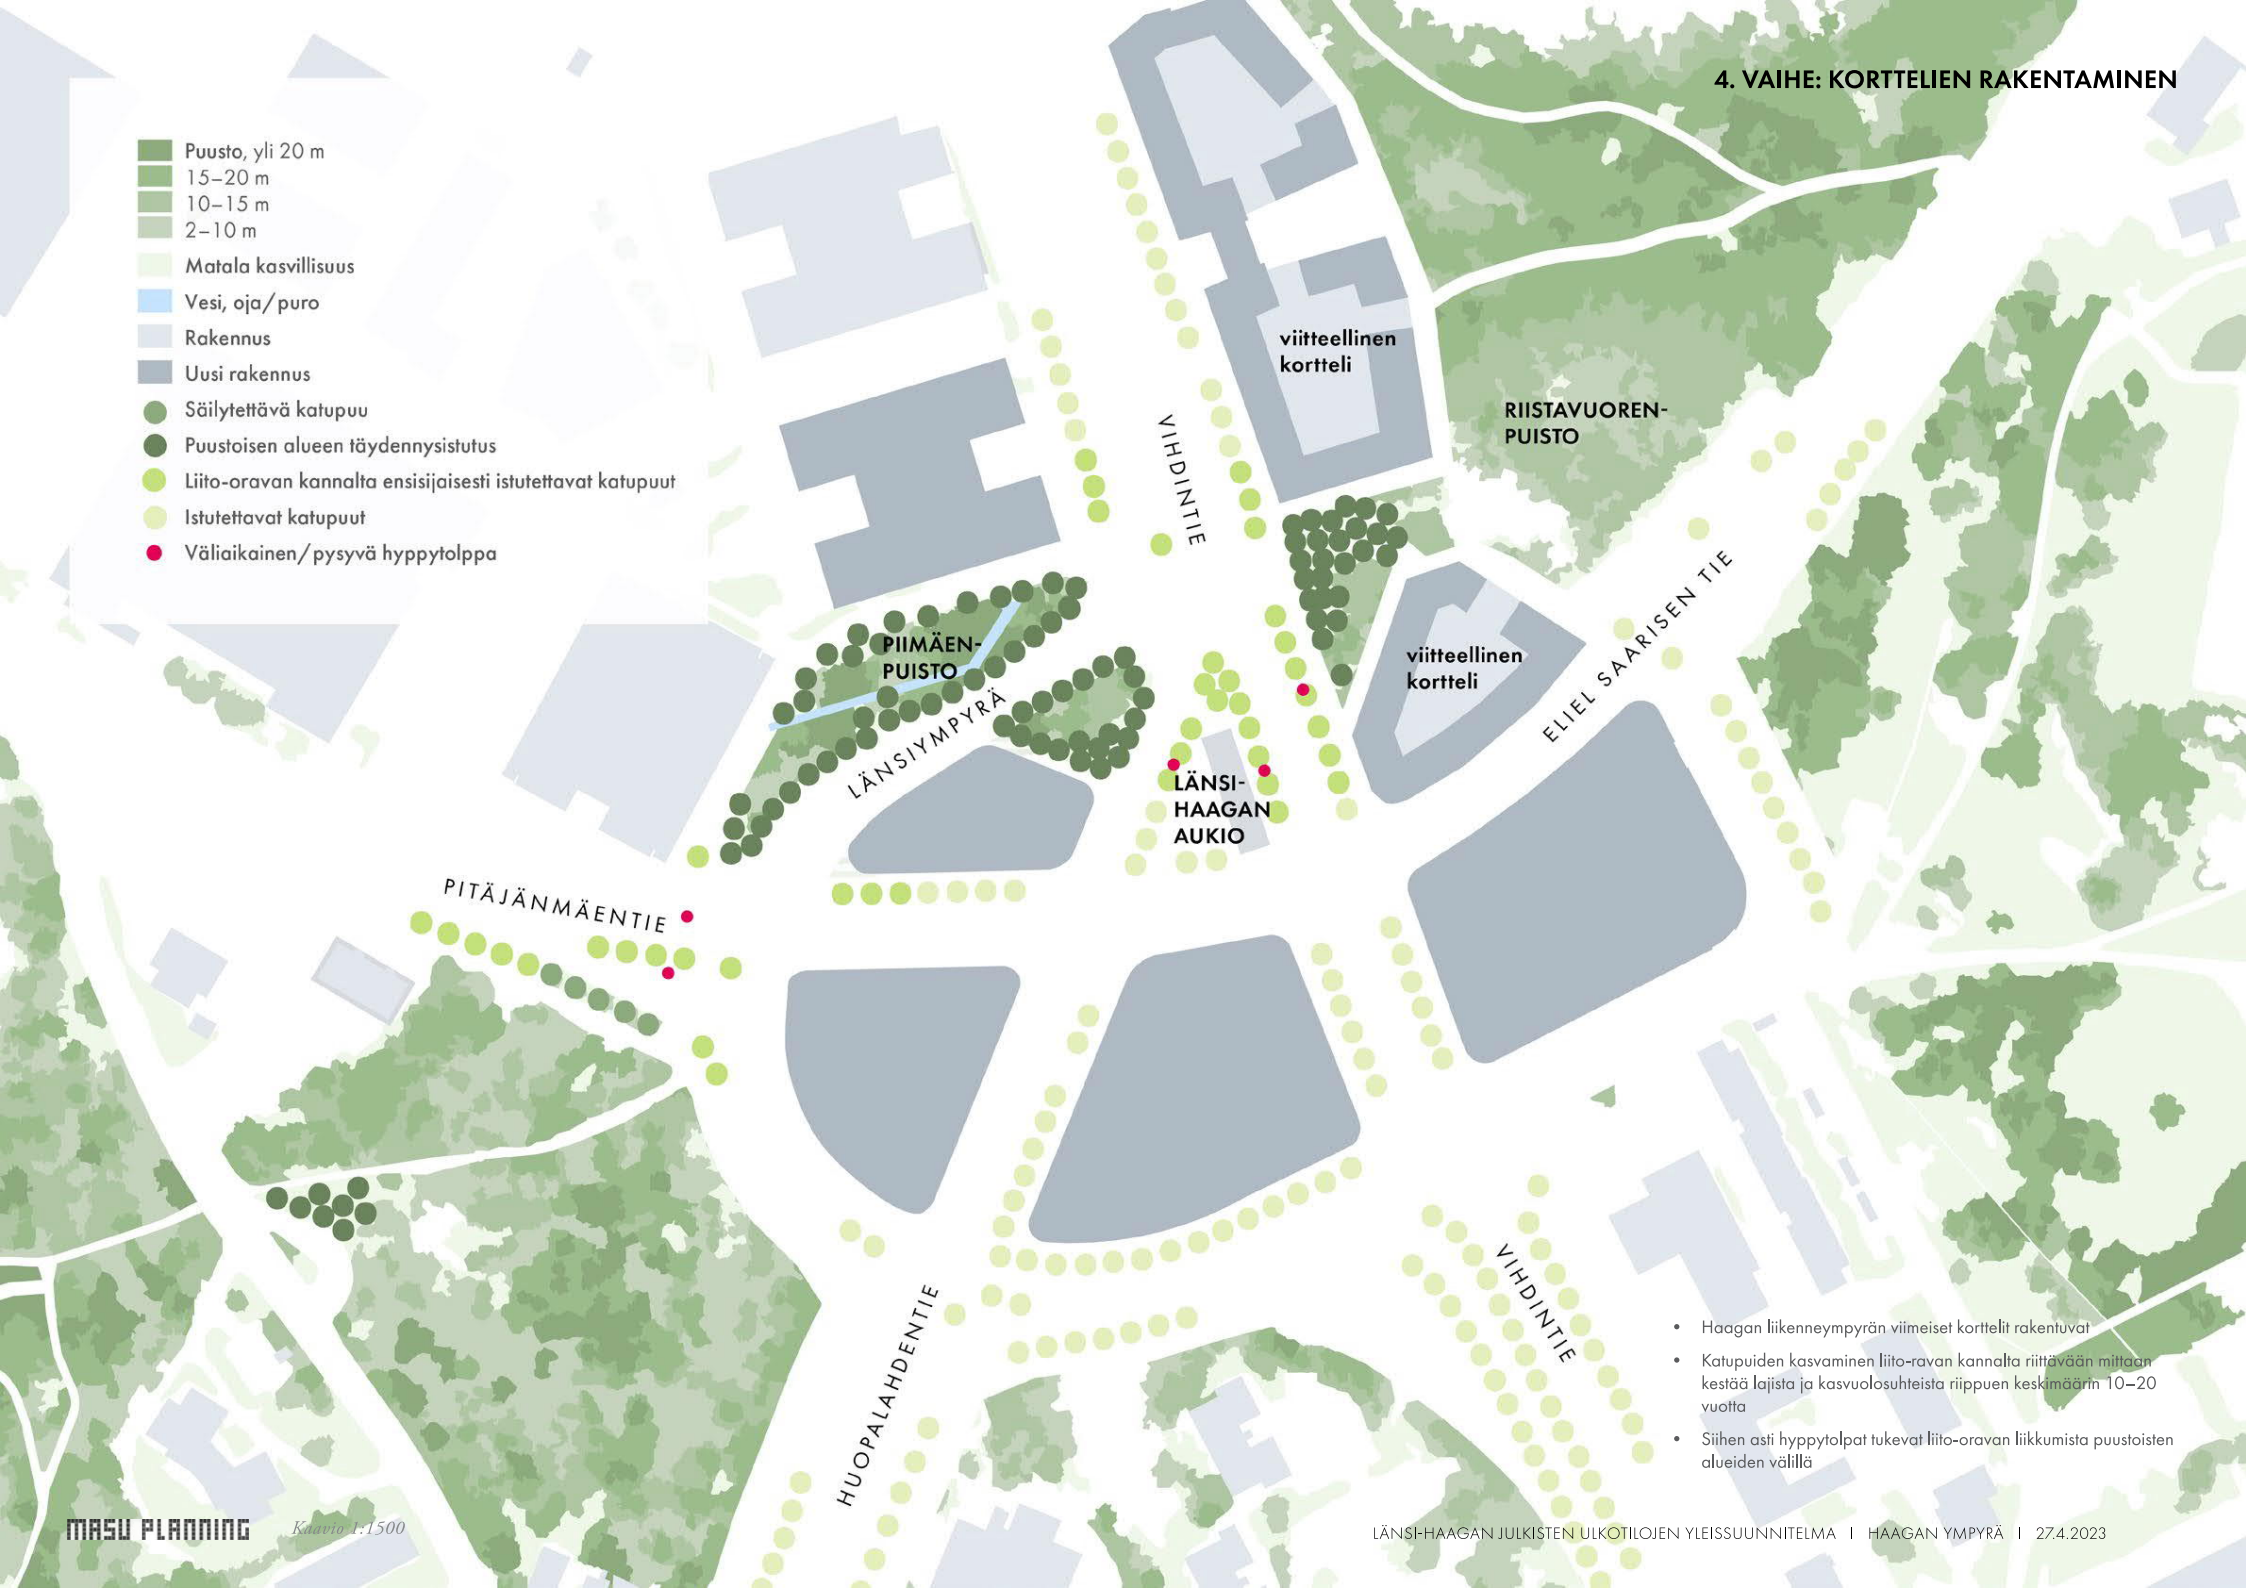 4. VAIHE: KORTTELIEN RAKENTAMINEN
Puusto, yli 20 m
15–20 m
10–15 m
2–10 m
Matala kasvillisuus
Vesi, oja/puro
Rakennus
Uusi rakennus
Säilytettävä katupuu
Puustoisen alueen täydennysistutus
Liito-oravan kannalta ensisijaisesti istutettavat katupuut
Istutettavat katupuut
Väliaikainen/pysyvä hyppytolppa
viitteellinen
kortteli
RIISTAVUOREN-
PUISTO
VIHDINTIE
PIIMÄEN-
PUISTO
LÄNSIYMPYRÄ
viitteellinen
kortteli
ELIEL SAARISEN TIE
LÄNSI-
HAAGAN
AUKIO
PITÄJÄNMÄENTIE
HUOPALAHDENTIE
VIHDINTIE
• Haagan liikenneympyrän viimeiset korttelit rakentuvat
• Katupuiden kasvaminen liito-ravan kannalta riittävään mittaan
kestää lajista ja kasvuolosuhteista riippuen keskimäärin 10–20
vuotta
• Siihen asti hyppytolpat tukevat liito-oravan liikkumista puustoisten
alueiden välillä
MASU PLANNING
Kaavio 1:1500
LÄNSI-HAAGAN JULKISTEN ULKOTILOJEN YLEISSUUNNITELMA | HAAGAN YMPYRÄ | 27.4.2023